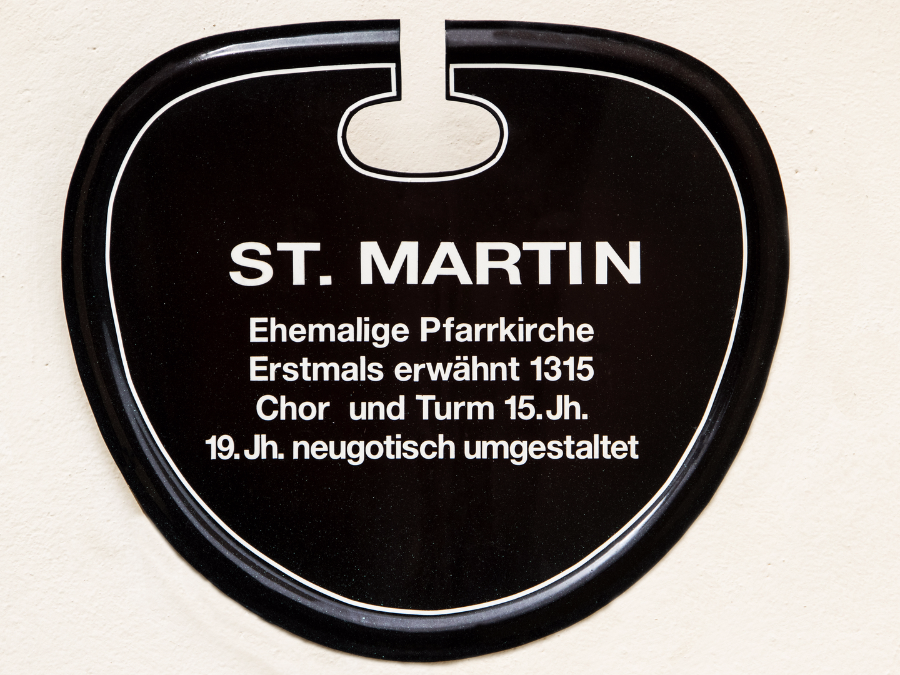 ST. MARTIN
Ehemalige Pfarrkirche
Erstmals erwähnt 1315
Chor und Turm 15. Jh.
19. Jh. neugotisch umgestaltet